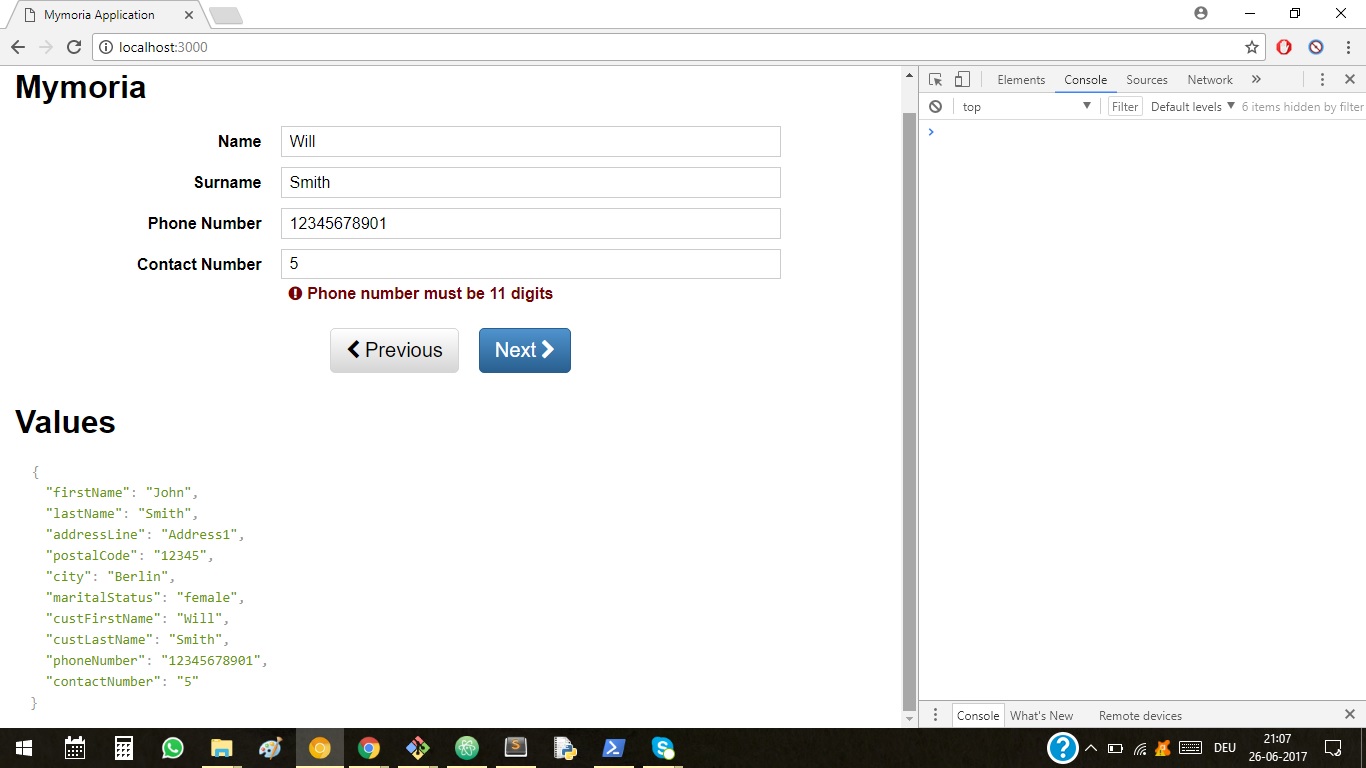 Mymoria Application
localhost:3000
Mymoria
Name Will
Surname Smith
Phone Number 12345678901
Contact Number 5
Phone number must be 11 digits
Previous Next
Values
{
"firstName": "John",
"lastName": "Smith",
"addressLine": "Address1",
"postalCode": "12345",
"city": "Berlin",
"maritalStatus": "female",
"custFirstName": "Will",
"custLastName": "Smith",
"phoneNumber": "12345678901",
"contactNumber": "5"
}
Elements Console Sources Network »
top Filter Default levels 6 items hidden by filter
Console What's New Remote devices
S S ? DEU 21:07
26-06-2017